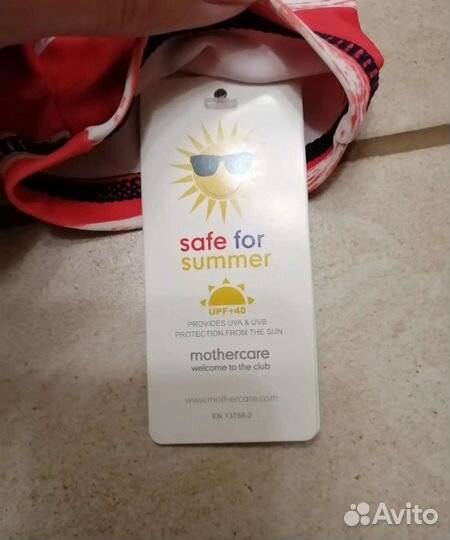 safe for
summer
UPF+40
PROVIDES UVA & UVB
PROTECTION FROM THE SUN
mothercare
welcome to the club
www.mothercare.com
EN 13758-2
Avito